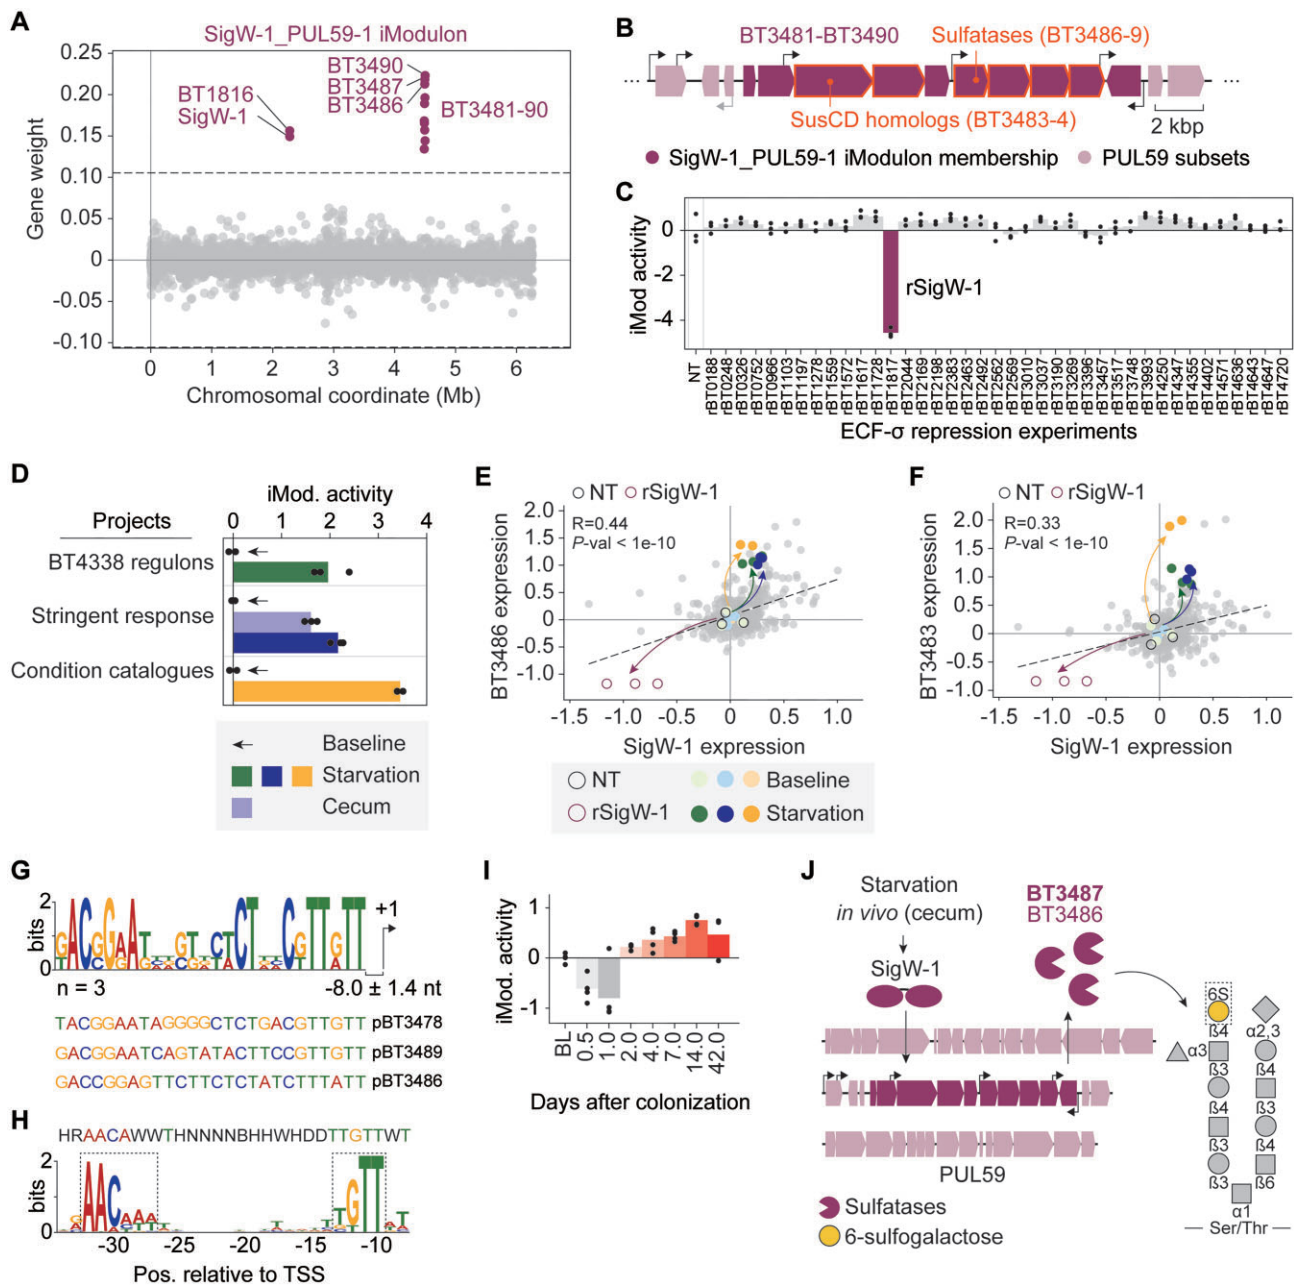 A
SigW-1_PUL59-1 iModulon
0.25
0.20
0.15
0.10
0.05
0
-0.05
-0.10
Gene weight
BT1816
SigW-1
BT3490
BT3487
BT3486
BT3481-90
0 1 2 3 4 5 6
Chromosomal coordinate (Mb)
B
BT3481-BT3490
Sulfatases (BT3486-9)
... ...
SusCD homologs (BT3483-4)
2 kbp
SigW-1_PUL59-1 iModulon membership
PUL59 subsets
C
iMod activity
0
-2
-4
rSigW-1
NT
rBT0188
rBT0248
rBT0326
rBT0752
rBT0966
rBT1103
rBT1197
rBT1278
rBT1559
rBT1572
rBT1617
rBT1728
rBT1817
rBT2044
rBT2169
rBT2198
rBT2383
rBT2463
rBT2492
rBT2562
rBT2569
rBT3010
rBT3037
rBT3190
rBT3269
rBT3396
rBT3457
rBT3517
rBT3748
rBT3993
rBT4250
rBT4347
rBT4355
rBT4402
rBT4571
rBT4636
rBT4643
rBT4647
rBT4720
ECF-σ repression experiments
D
iMod. activity
Projects
0 1 2 3 4
BT4338 regulons
Stringent response
Condition catalogues
Baseline
Starvation
Cecum
E
NT rSigW-1
R=0.44
P-val < 1e-10
BT3486 expression
2.0
1.5
1.0
0.5
0
-0.5
-1.0
-1.5 -1.0 -0.5 0 0.5 1.0
SigW-1 expression
NT
rSigW-1
Baseline
Starvation
F
NT rSigW-1
R=0.33
P-val < 1e-10
BT3483 expression
2.0
1.5
1.0
0.5
0
-0.5
-1.0
-1.5 -1.0 -0.5 0 0.5 1.0
SigW-1 expression
G
bits
2
1
0
+1
n = 3
-8.0 ± 1.4 nt
TACGGAATAGGGGCTCTGACGTTGTT pBT3478
GACGGAATCAGTATACTTCCGTTGTT pBT3489
GACCGGAGTTCTTCTCTATCTTTATT pBT3486
H
HRAACAWWTHNNNNBHHWHDDTTGTTWT
bits
2
1
0
-30 -25 -20 -15 -10
Pos. relative to TSS
I
iMod. activity
1
0
-1
BL
0.5
1.0
2.0
4.0
7.0
14.0
42.0
Days after colonization
J
Starvation
in vivo (cecum)
SigW-1
BT3487
BT3486
PUL59
Sulfatases
6-sulfogalactose
6S
ß4 α2,3
α3
ß3 ß4
ß4 ß3
ß3 ß4
ß3 ß6
α1
Ser/Thr